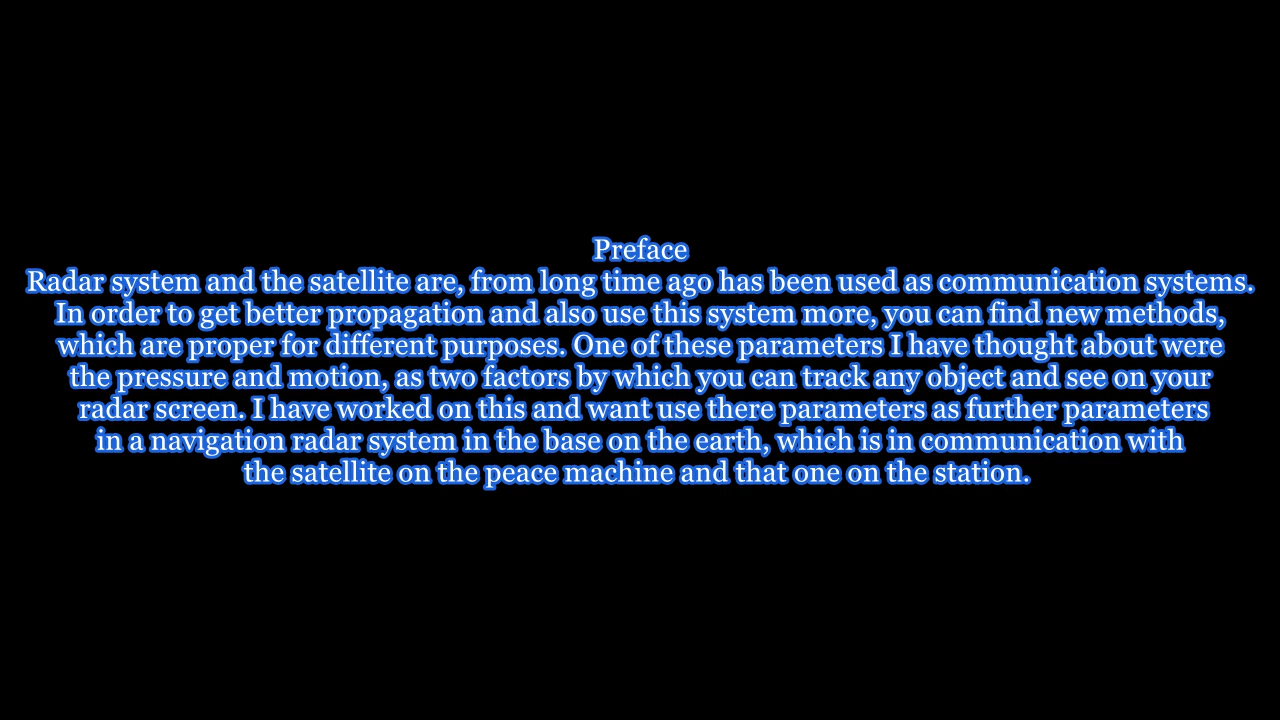 Preface
Radar system and the satellite are, from long time ago has been used as communication systems.
In order to get better propagation and also use this system more, you can find new methods,
which are proper for different purposes. One of these parameters I have thought about were
the pressure and motion, as two factors by which you can track any object and see on your
radar screen. I have worked on this and want use there parameters as further parameters
in a navigation radar system in the base on the earth, which is in communication with
the satellite on the peace machine and that one on the station.